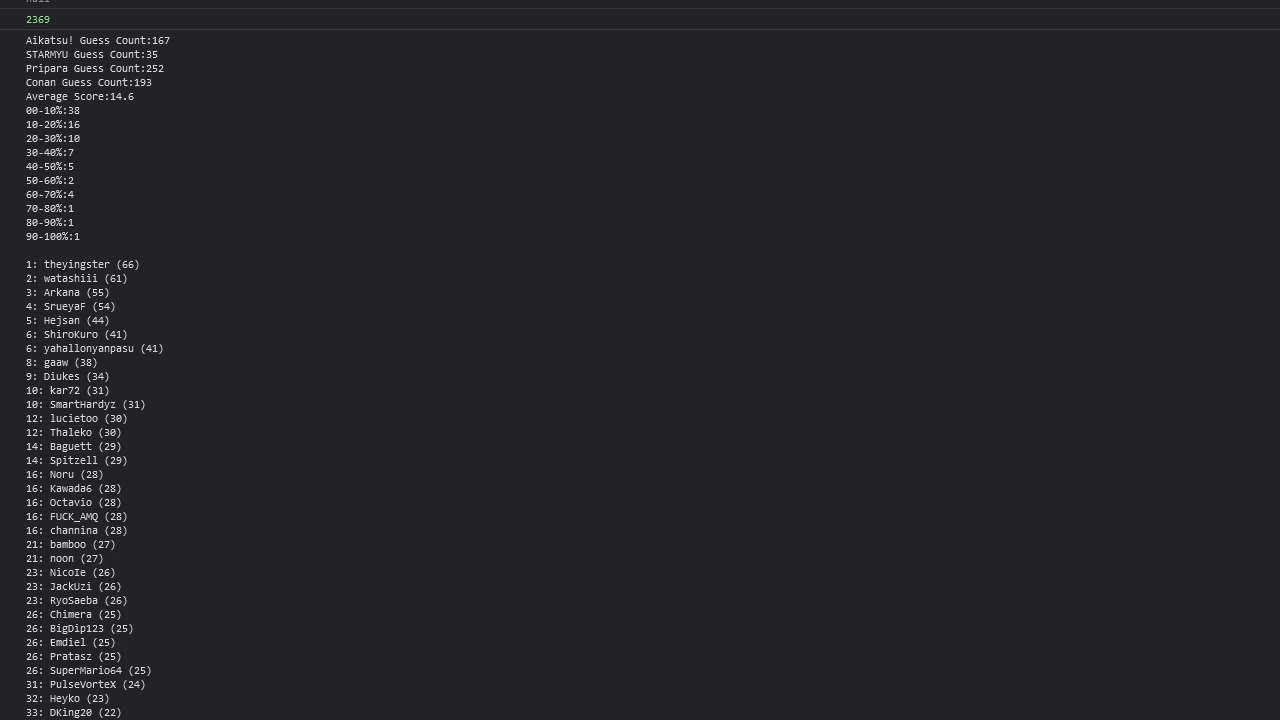 2369
Aikatsu! Guess Count:167
STARMYU Guess Count:35
Pripara Guess Count:252
Conan Guess Count:193
Average Score:14.6
00-10%:38
10-20%:16
20-30%:10
30-40%:7
40-50%:5
50-60%:2
60-70%:4
70-80%:1
80-90%:1
90-100%:1
1: theyingster (66)
2: watashiii (61)
3: Arkana (55)
4: SrueyaF (54)
5: Hejsan (44)
6: ShiroKuro (41)
6: yahallonyanpasu (41)
8: gaaw (38)
9: Diukes (34)
10: kar72 (31)
10: SmartHardyz (31)
12: lucietoo (30)
12: Thaleko (30)
14: Baguett (29)
14: Spitzell (29)
16: Noru (28)
16: Kawada6 (28)
16: Octavio (28)
16: FUCK_AMQ (28)
16: channina (28)
21: bamboo (27)
21: noon (27)
23: NicoIe (26)
23: JackUzi (26)
23: RyoSaeba (26)
26: Chimera (25)
26: BigDip123 (25)
26: Emdiel (25)
26: Pratasz (25)
26: SuperMario64 (25)
31: PulseVorteX (24)
32: Heyko (23)
33: DKing20 (22)